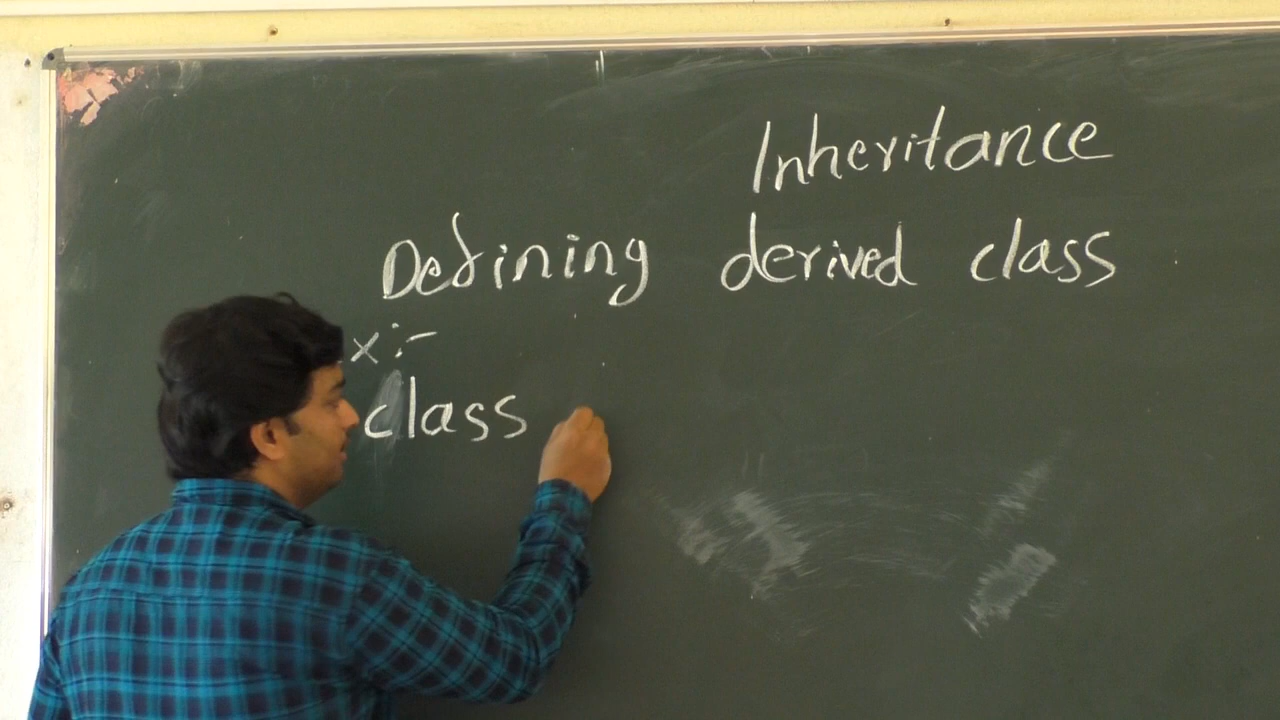 Inheritance
Defining derived class
x:-
class